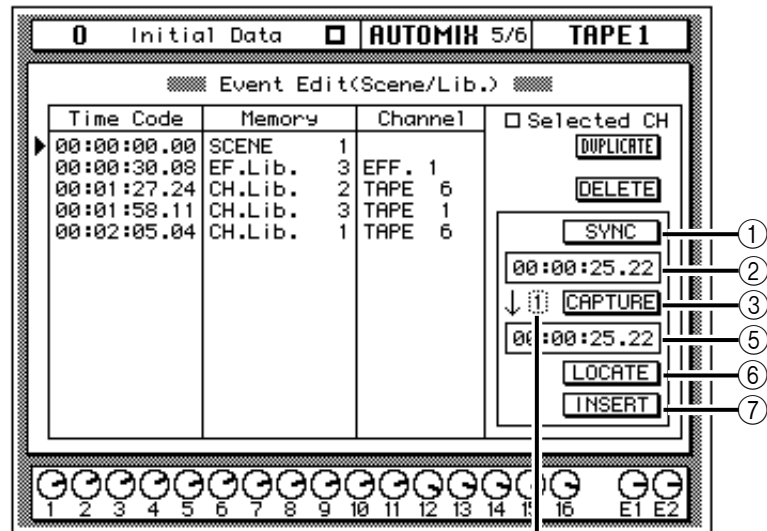 0 Initial Data AUTOMIX 5/6 TAPE 1
Event Edit(Scene/Lib.)
Time Code Memory Channel
00:00:00.00 SCENE 1
00:00:30.08 EF.Lib. 3 EFF. 1
00:01:27.24 CH.Lib. 2 TAPE 6
00:01:58.11 CH.Lib. 3 TAPE 1
00:02:05.04 CH.Lib. 1 TAPE 6
Selected CH
DUPLICATE
DELETE
SYNC ①
00:00:25.22 ②
↓ 1 CAPTURE ③
00:00:25.22 ⑤
LOCATE ⑥
INSERT ⑦
1 2 3 4 5 6 7 8 9 10 11 12 13 14 15 16 E1 E2